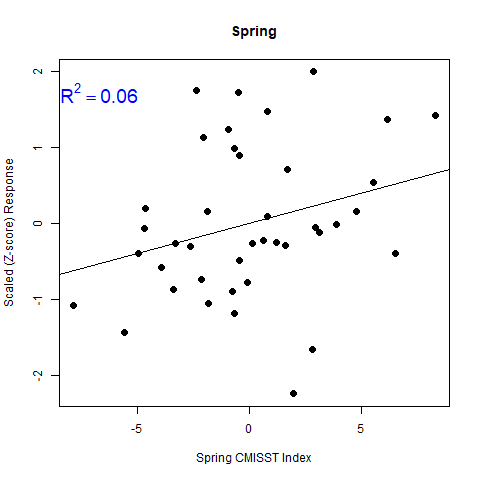 Spring
R² = 0.06
2
1
0
-1
-2
Scaled (Z-score) Response
-5 0 5
Spring CMISST Index